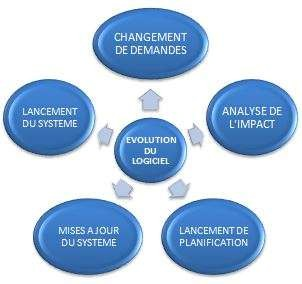 CHANGEMENT
DE DEMANDES
LANCEMENT
DU SYSTEME
ANALYSE DE
L'IMPACT
EVOLUTION
DU
LOGICIEL
MISES A JOUR
DU SYSTEME
LANCEMENT DE
PLANIFICATION